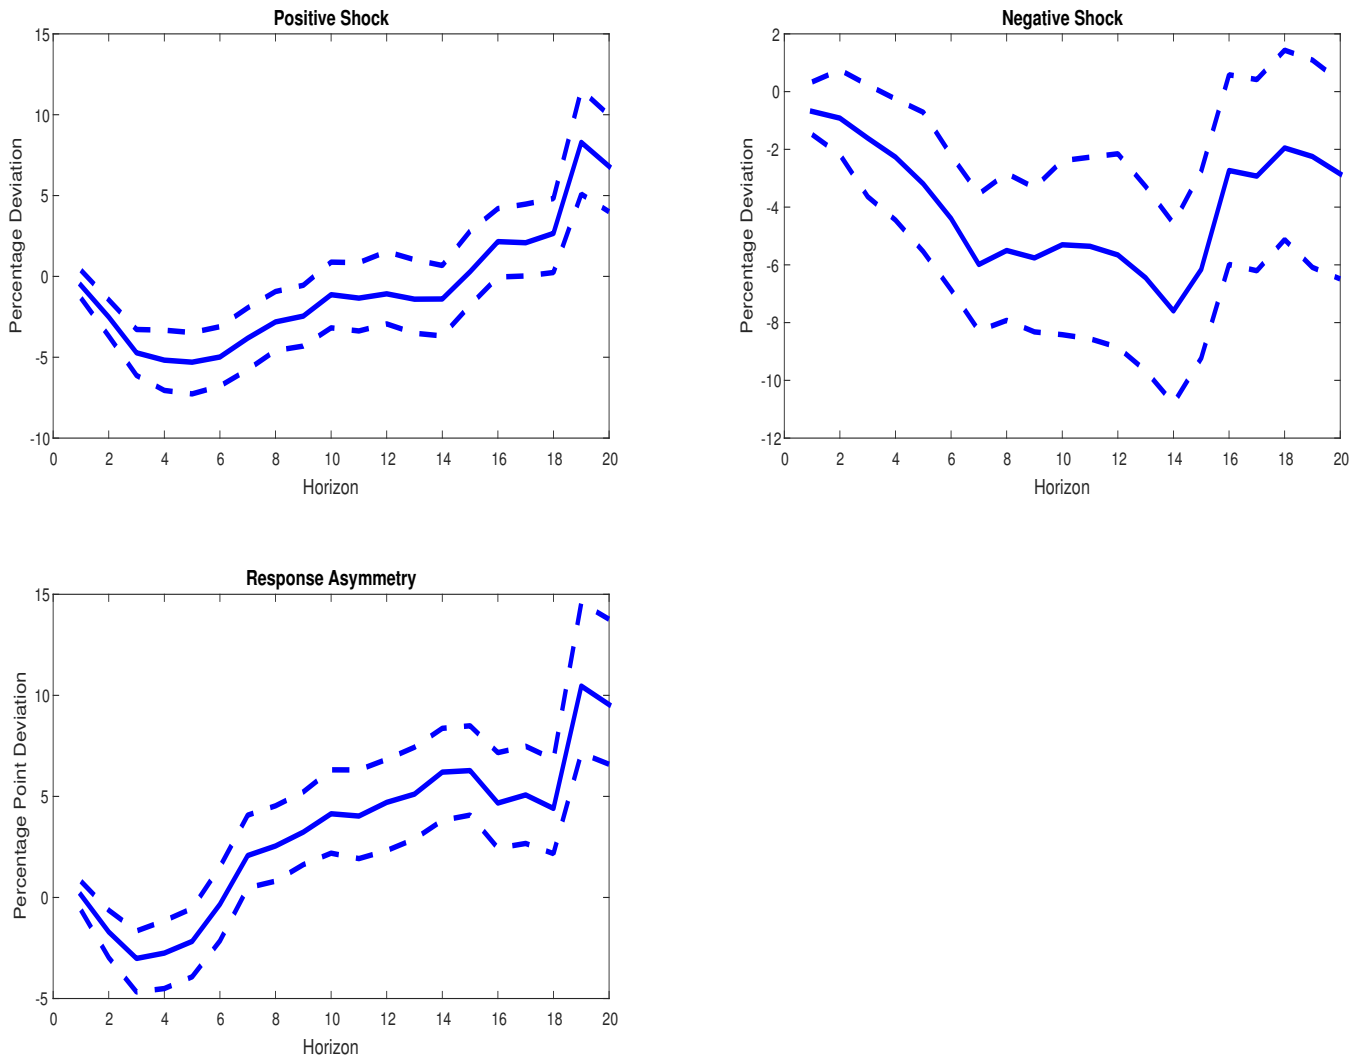 Positive Shock
15
10
5
0
-5
-10
0 2 4 6 8 10 12 14 16 18 20
Percentage Deviation
Horizon
Negative Shock
2
0
-2
-4
-6
-8
-10
-12
0 2 4 6 8 10 12 14 16 18 20
Percentage Deviation
Horizon
Response Asymmetry
15
10
5
0
-5
0 2 4 6 8 10 12 14 16 18 20
Percentage Point Deviation
Horizon